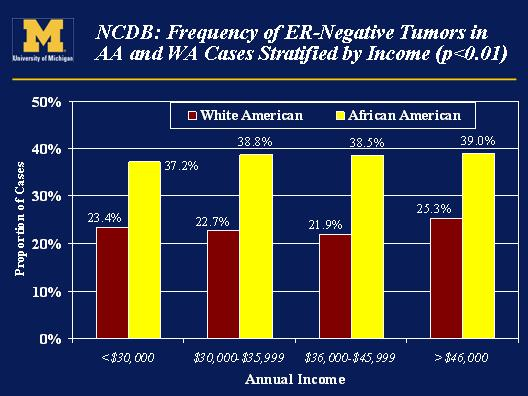 NCDB: Frequency of ER-Negative Tumors in
AA and WA Cases Stratified by Income (p<0.01)
M
University of Michigan
White American
African American
Proportion of Cases
50%
40%
30%
20%
10%
0%
23.4%
37.2%
22.7%
38.8%
21.9%
38.5%
25.3%
39.0%
<$30,000
$30,000-$35,999
$36,000-$45,999
>$46,000
Annual Income